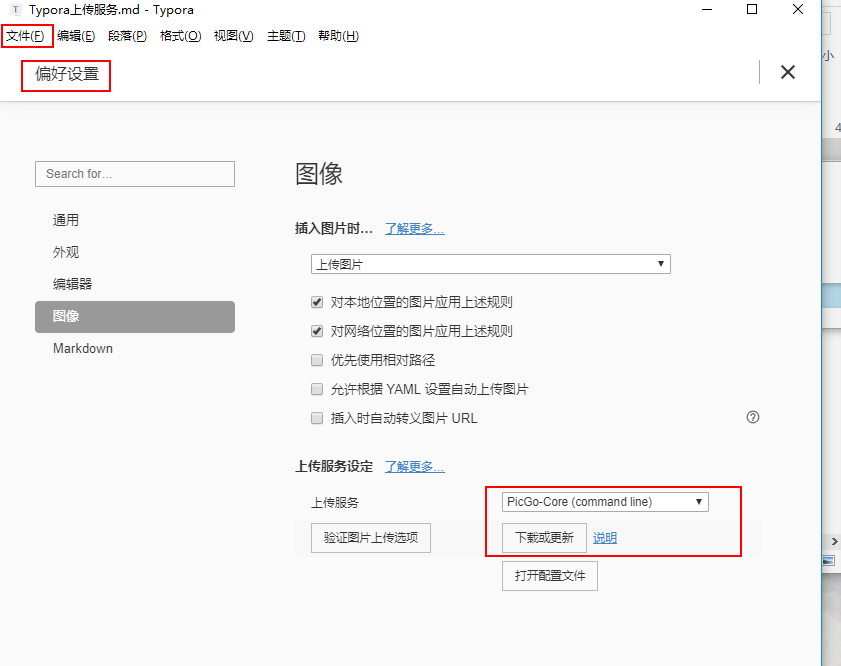 T Typora上传服务.md - Typora
文件(F) 编辑(E) 段落(P) 格式(O) 视图(V) 主题(T) 帮助(H)
小
偏好设置
4
Search for…
图像
通用
外观
编辑器
图像
Markdown
插入图片时… 了解更多…
上传图片
对本地位置的图片应用上述规则
对网络位置的图片应用上述规则
优先使用相对路径
允许根据 YAML 设置自动上传图片
插入时自动转义图片 URL
上传服务设定 了解更多…
上传服务 PicGo-Core (command line)
验证图片上传选项 下载或更新 说明
打开配置文件